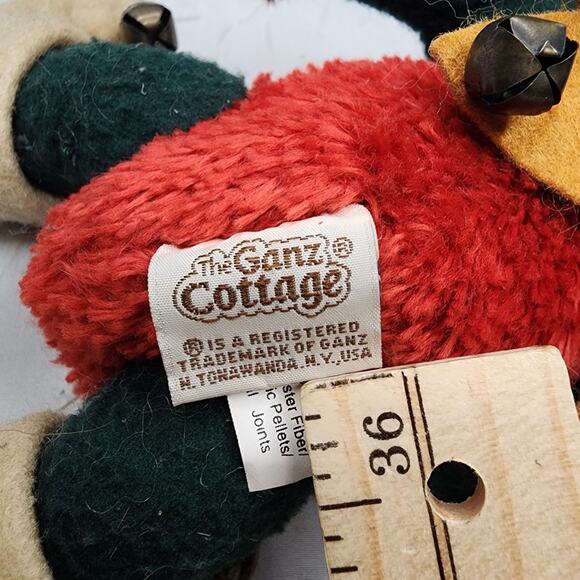 The Ganz ®
Cottage
® IS A REGISTERED
TRADEMARK OF GANZ
N.TONAWANDA.N.Y.,USA
ster Fiber/
ic Pellets/
Joints
36